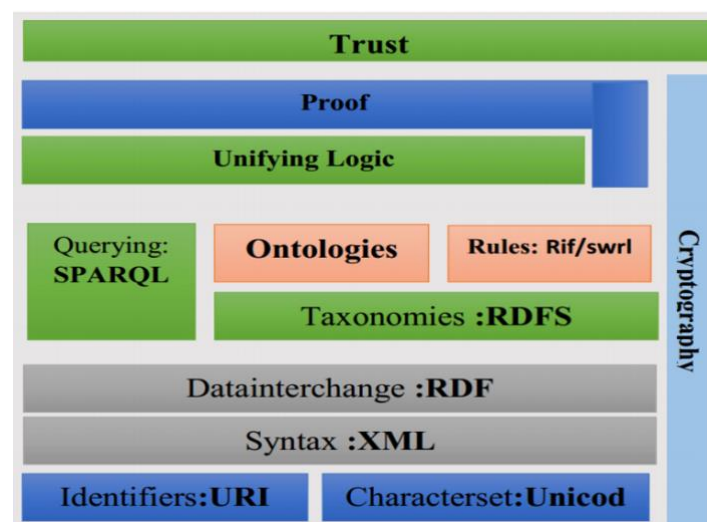 Trust
Proof
Unifying Logic
Querying:
SPARQL
Ontologies
Rules: Rif/swrl
Taxonomies :RDFS
Datainterchange :RDF
Syntax :XML
Identifiers:URI
Characterset:Unicod
Cryptography